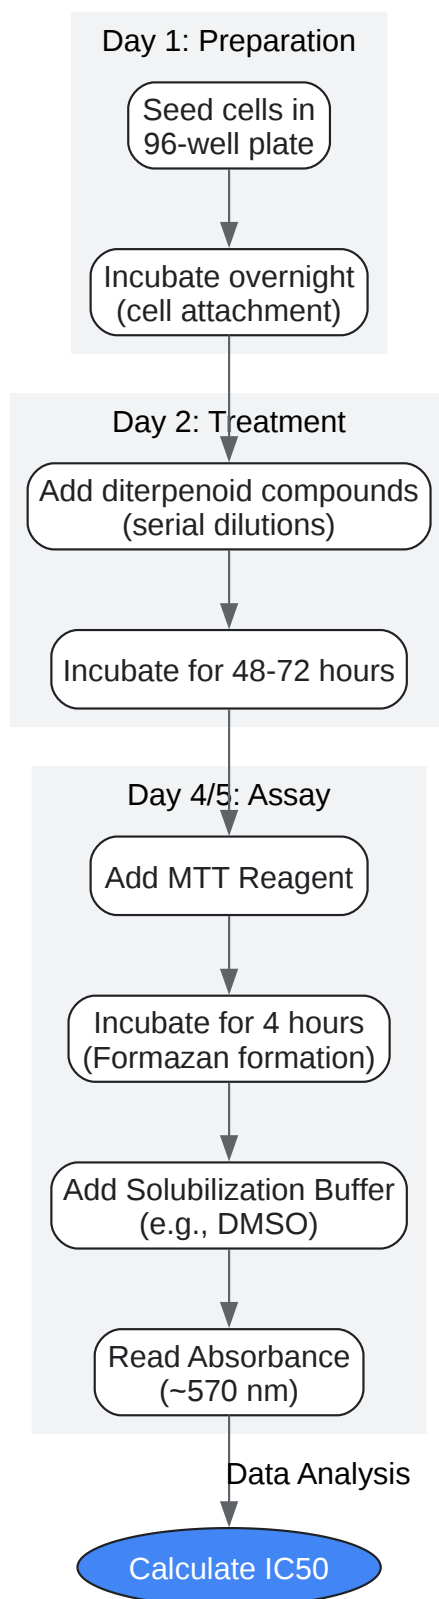 Day 1: Preparation
Seed cells in
96-well plate
Incubate overnight
(cell attachment)
Day 2: Treatment
Add diterpenoid compounds
(serial dilutions)
Incubate for 48-72 hours
Day 4/5: Assay
Add MTT Reagent
Incubate for 4 hours
(Formazan formation)
Add Solubilization Buffer
(e.g., DMSO)
Read Absorbance
(~570 nm)
Data Analysis
Calculate IC50